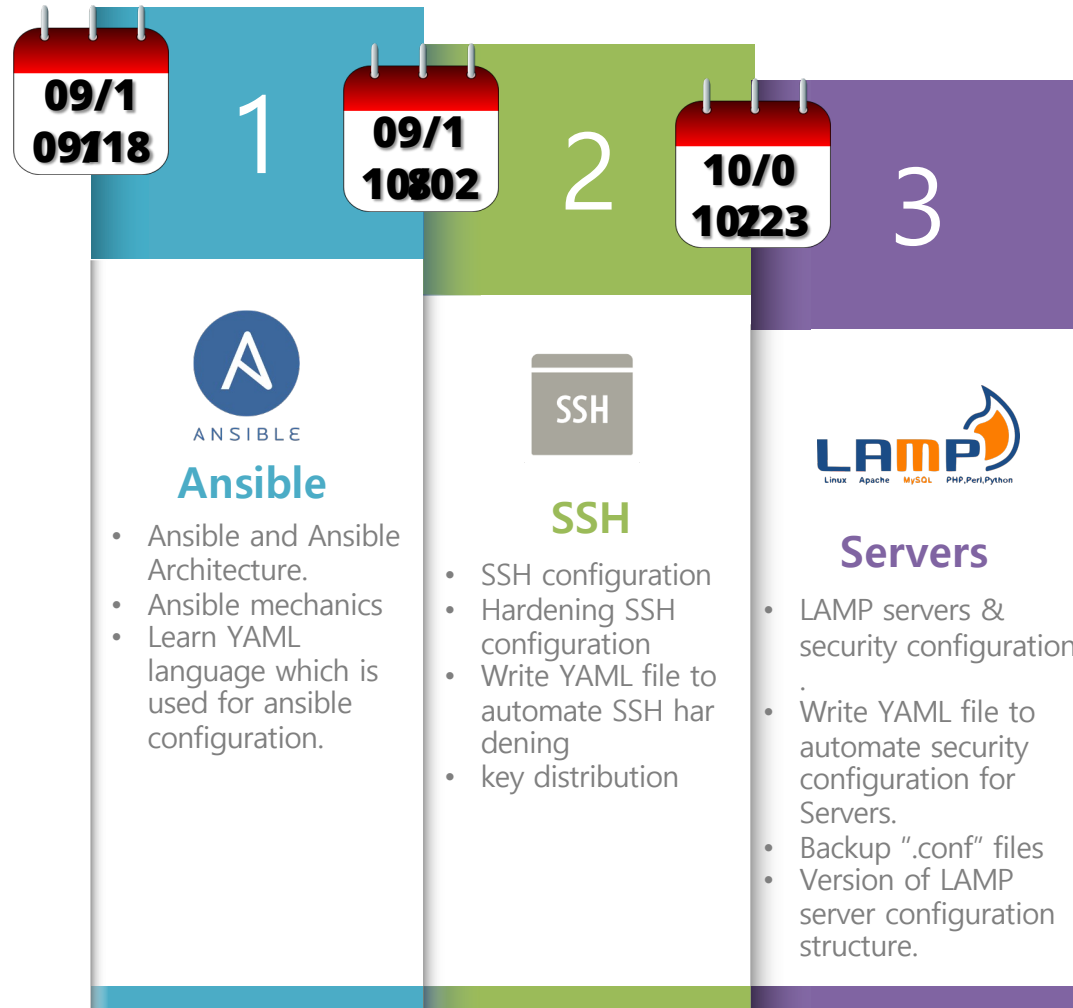 09/1
1
09/1
2
10/0
3
A
ANSIBLE
Ansible
• Ansible and Ansible
Architecture.
• Ansible mechanics
• Learn YAML
language which is
used for ansible
configuration.
SSH
SSH
• SSH configuration
• Hardening SSH
configuration
• Write YAML file to
automate SSH har
dening
• key distribution
LAMP
Linux Apache MySQL PHP,Perl,Python
Servers
• LAMP servers &
security configuration
.
• Write YAML file to
automate security
configuration for
Servers.
• Backup ”.conf” files
• Version of LAMP
server configuration
structure.